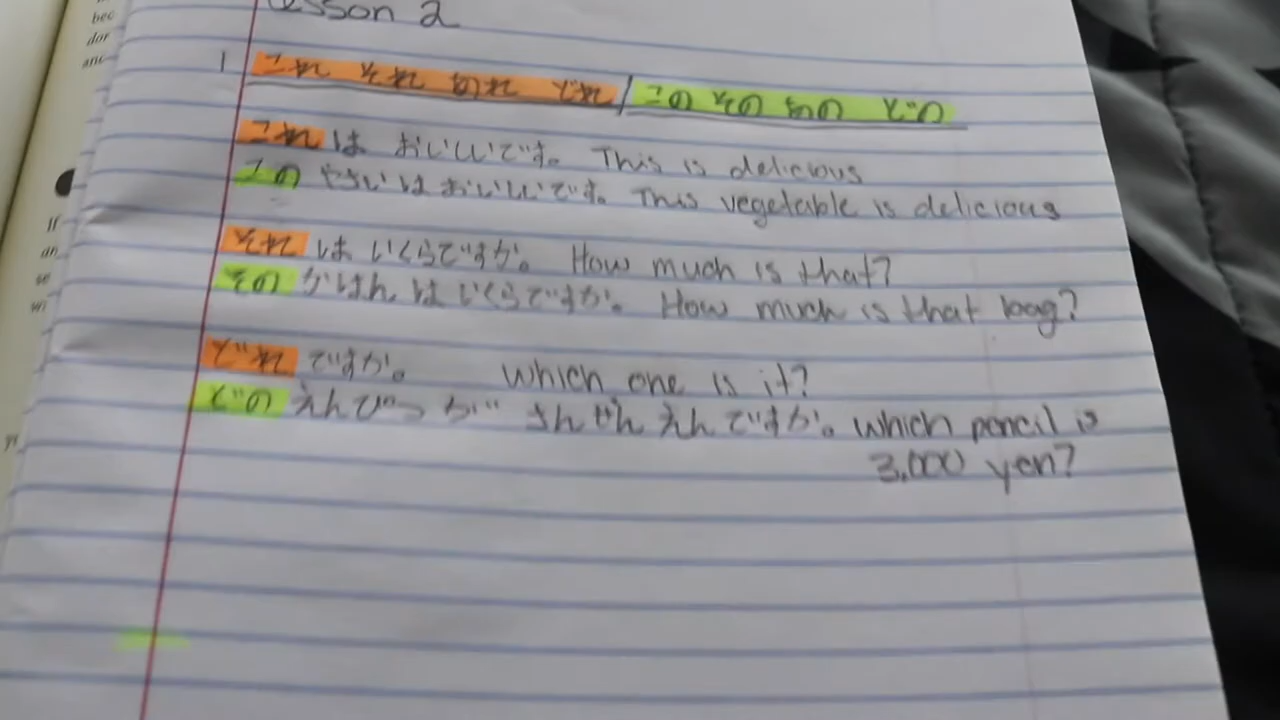 Lesson 2
1 これ それ あれ どれ / この その あの どの
これは おいしいです。 This is delicious
この やさいは おいしいです。 This vegetable is delicious
それ は いくらですか。 How much is that?
その かばん は いくらですか。 How much is that bag?
どれ ですか。 Which one is it?
どの えんぴつ が さんぜん えん ですか。 which pencil is
3,000 yen?